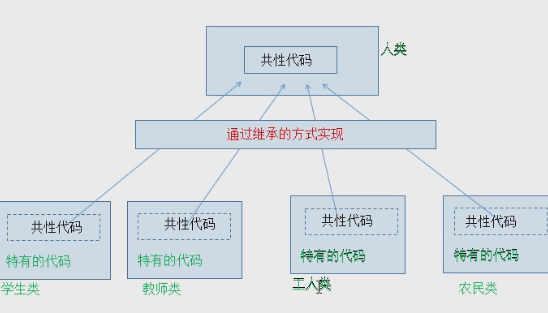 共性代码
人类
通过继承的方式实现
共性代码
共性代码
共性代码
共性代码
特有的代码
特有的代码
特有的代码
特有的代码
学生类
教师类
工人类
农民类